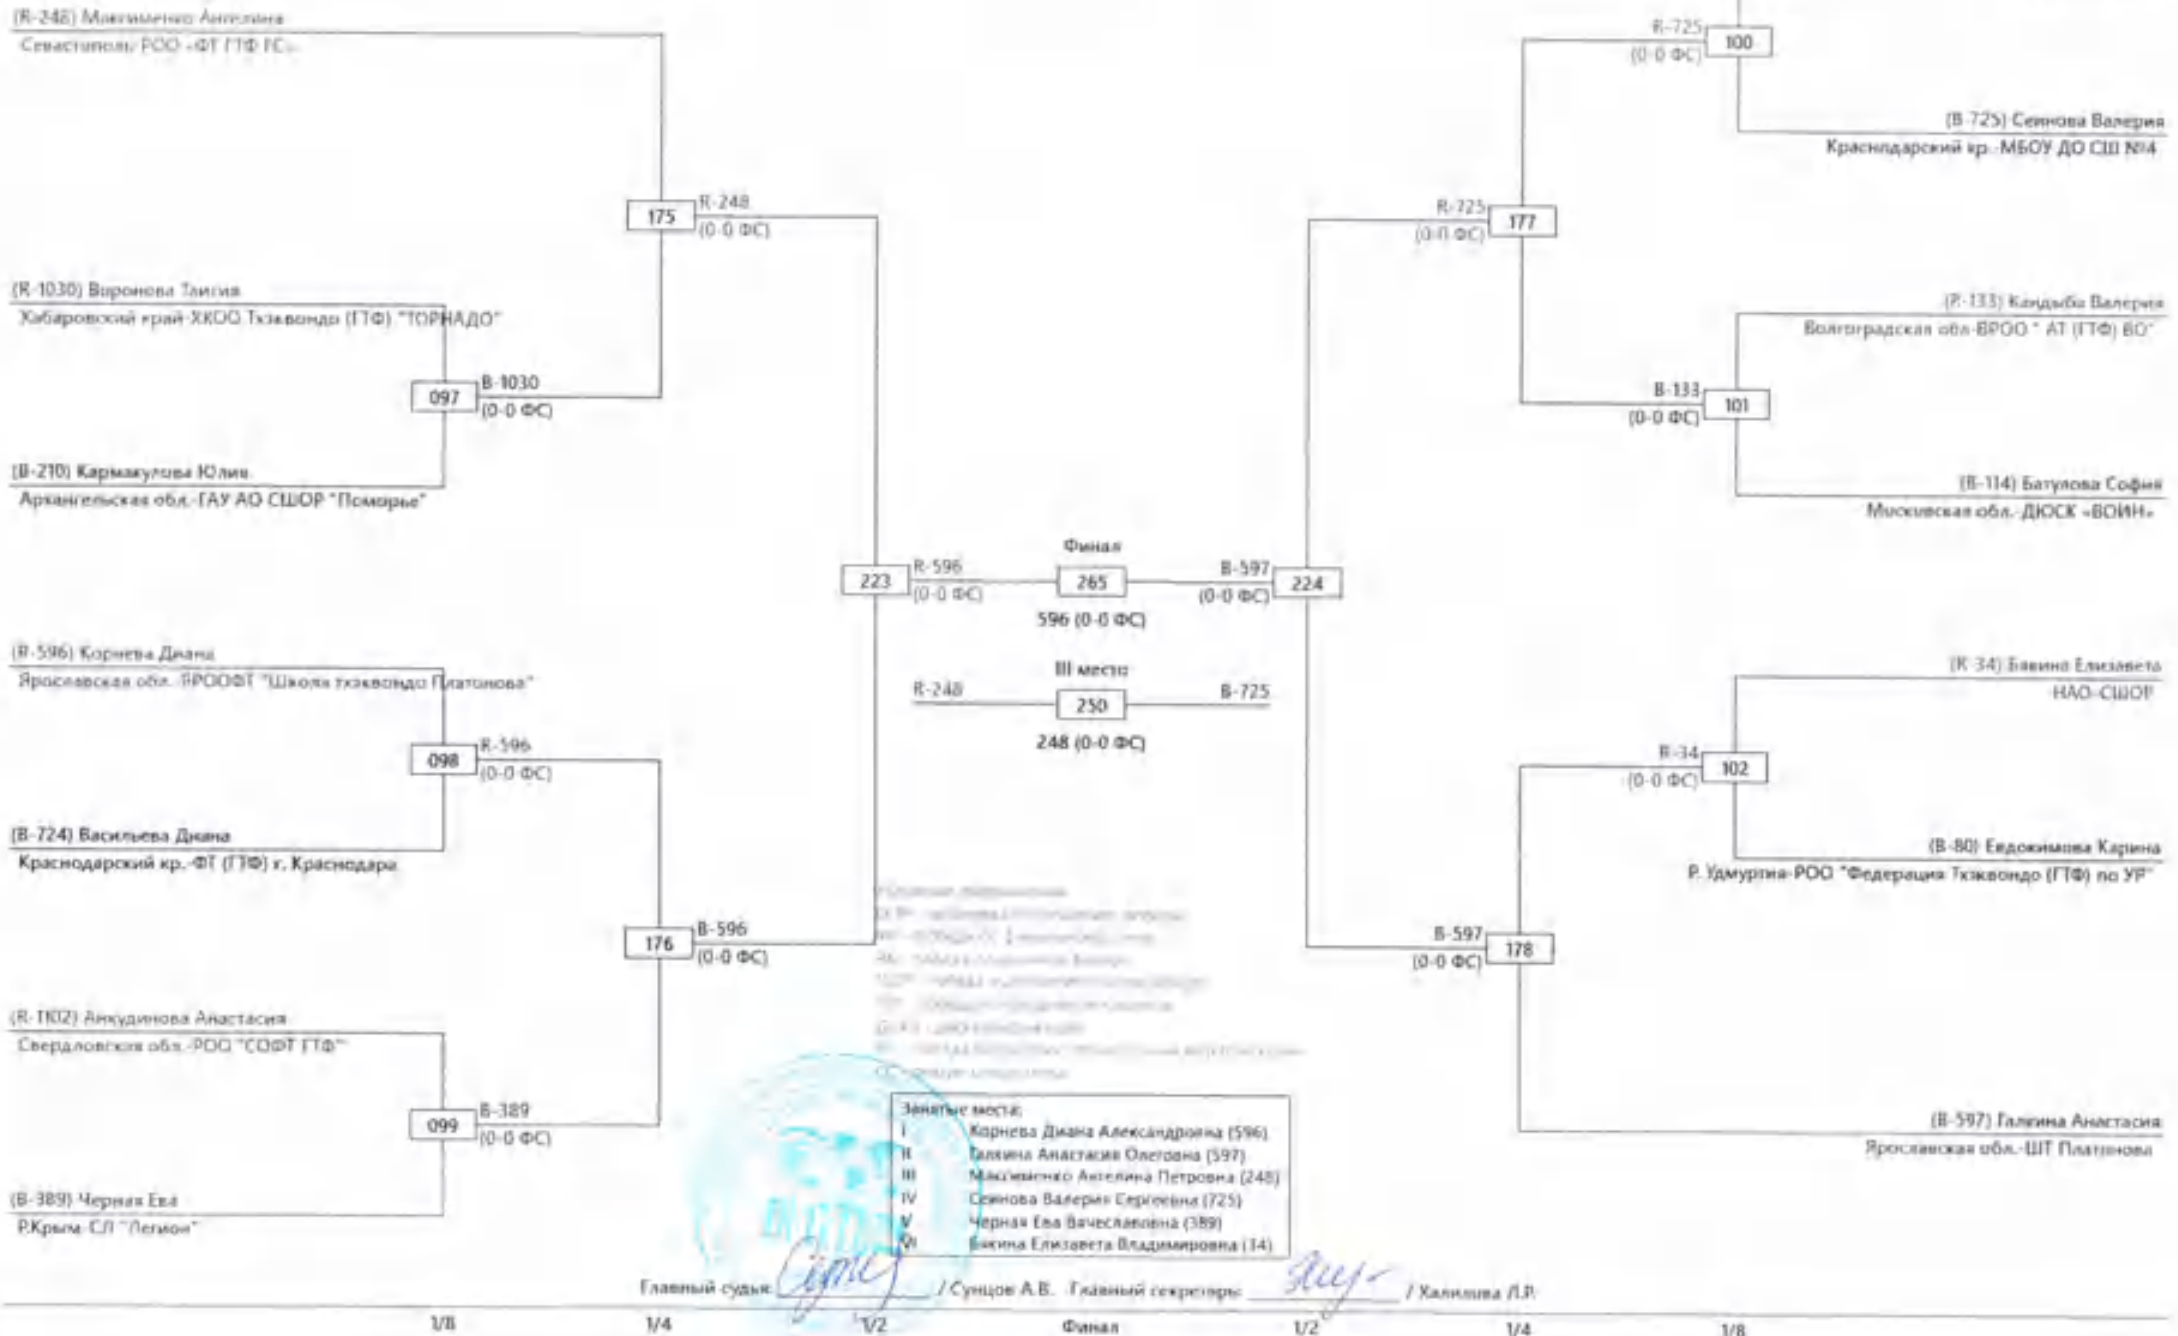 (R-248) Максименко Ангелина
Севастополь РОО «ФТ ГТФ ГС»
175
R-248
(0-0 ФС)
(R-1030) Воронова Таисия
Хабаровский край-ХКОО Тхэквондо (ГТФ) "ТОРНАДО"
097
B-1030
(0-0 ФС)
(B-210) Кармакулова Юлия
Архангельская обл.-ГАУ АО СШОР "Поморье"
223
R-596
(0-0 ФС)
(R-596) Корнева Диана
Ярославская обл.-ЯРООФТ "Школа тхэквондо Платонова"
098
R-596
(0-0 ФС)
(B-724) Васильева Диана
Краснодарский кр.-ФТ (ГТФ) г. Краснодара
176
B-596
(0-0 ФС)
(R-1102) Анкудинова Анастасия
Свердловская обл.-РОО "СОФТ ГТФ"
099
B-389
(0-0 ФС)
(B-389) Черная Ева
Р.Крым-СЛ "Легион"
Финал
265
596 (0-0 ФС)
III место
R-248
250
B-725
248 (0-0 ФС)
R-725
(0-0 ФС)
100
(B-725) Сеинова Валерия
Краснодарский кр.-МБОУ ДО СШ №4
R-725
(0-0 ФС)
177
(R-133) Кандыба Валерия
Волгоградская обл-ВРОО " АТ (ГТФ) ВО"
B-133
(0-0 ФС)
101
(B-114) Батулова София
Московская обл.-ДЮСК «ВОИН»
B-597
(0-0 ФС)
224
(R-34) Бякина Елизавета
НАО-СШОР
R-34
(0-0 ФС)
102
(B-80) Евдокимова Карина
Р. Удмуртия-РОО "Федерация Тхэквондо (ГТФ) по УР"
B-597
(0-0 ФС)
178
(B-597) Галкина Анастасия
Ярославская обл.-ШТ Платонова
Занятые места:
I Корнева Диана Александровна (596)
II Галкина Анастасия Олеговна (597)
III Максименко Ангелина Петровна (248)
IV Сеинова Валерия Сергеевна (725)
V Черная Ева Вячеславовна (389)
VI Бякина Елизавета Владимировна (34)
Главный судья: / Сунцов А.В. Главный секретарь: / Халилова Л.Р.
1/8 1/4 1/2 Финал 1/2 1/4 1/8